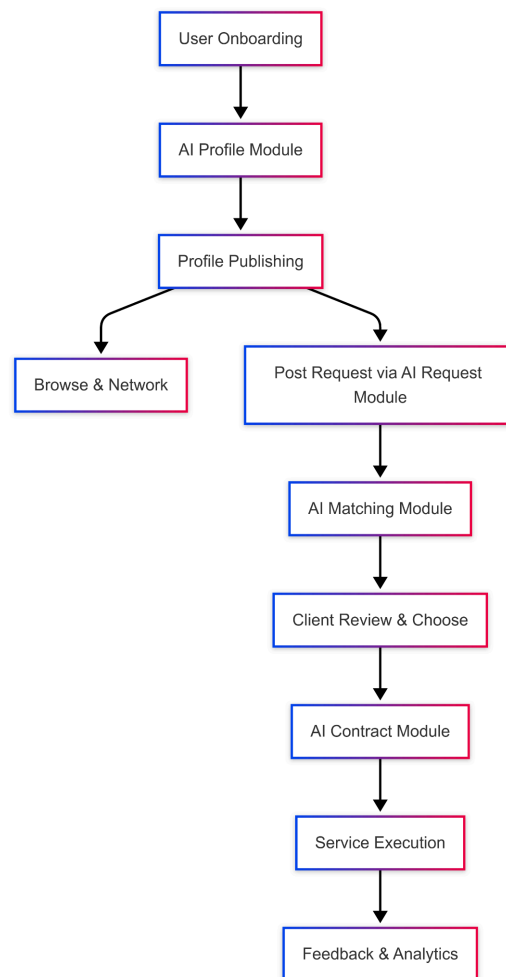 User Onboarding
AI Profile Module
Profile Publishing
Browse & Network
Post Request via AI Request
Module
AI Matching Module
Client Review & Choose
AI Contract Module
Service Execution
Feedback & Analytics